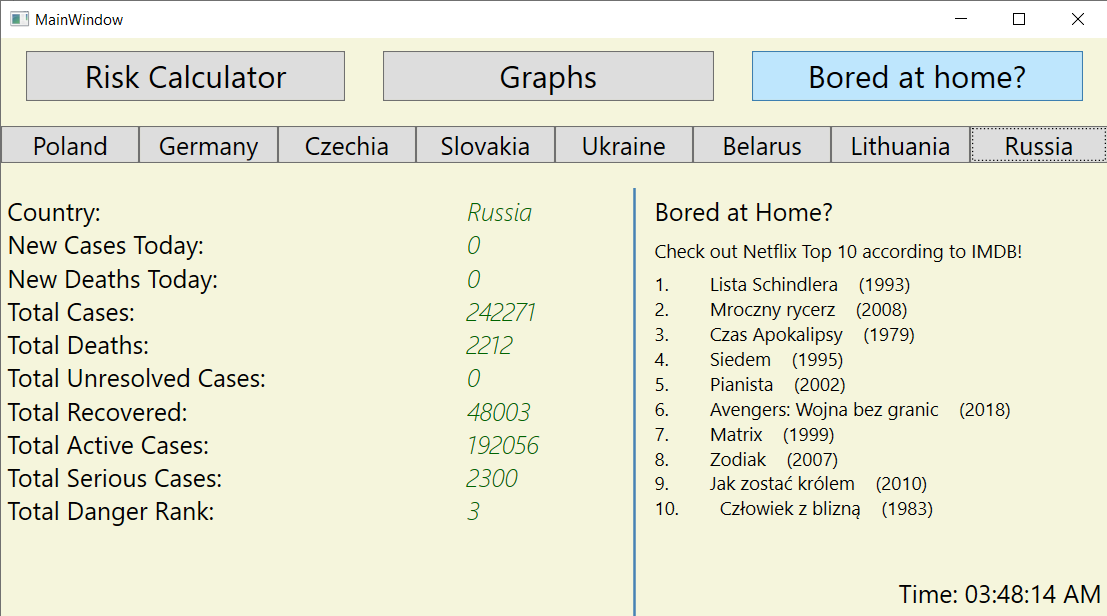 MainWindow
Risk Calculator Graphs Bored at home?
Poland Germany Czechia Slovakia Ukraine Belarus Lithuania Russia
Country: Russia
New Cases Today: 0
New Deaths Today: 0
Total Cases: 242271
Total Deaths: 2212
Total Unresolved Cases: 0
Total Recovered: 48003
Total Active Cases: 192056
Total Serious Cases: 2300
Total Danger Rank: 3
Bored at Home?
Check out Netflix Top 10 according to IMDB!
1. Lista Schindlera (1993)
2. Mroczny rycerz (2008)
3. Czas Apokalipsy (1979)
4. Siedem (1995)
5. Pianista (2002)
6. Avengers: Wojna bez granic (2018)
7. Matrix (1999)
8. Zodiak (2007)
9. Jak zostać królem (2010)
10. Człowiek z blizną (1983)
Time: 03:48:14 AM